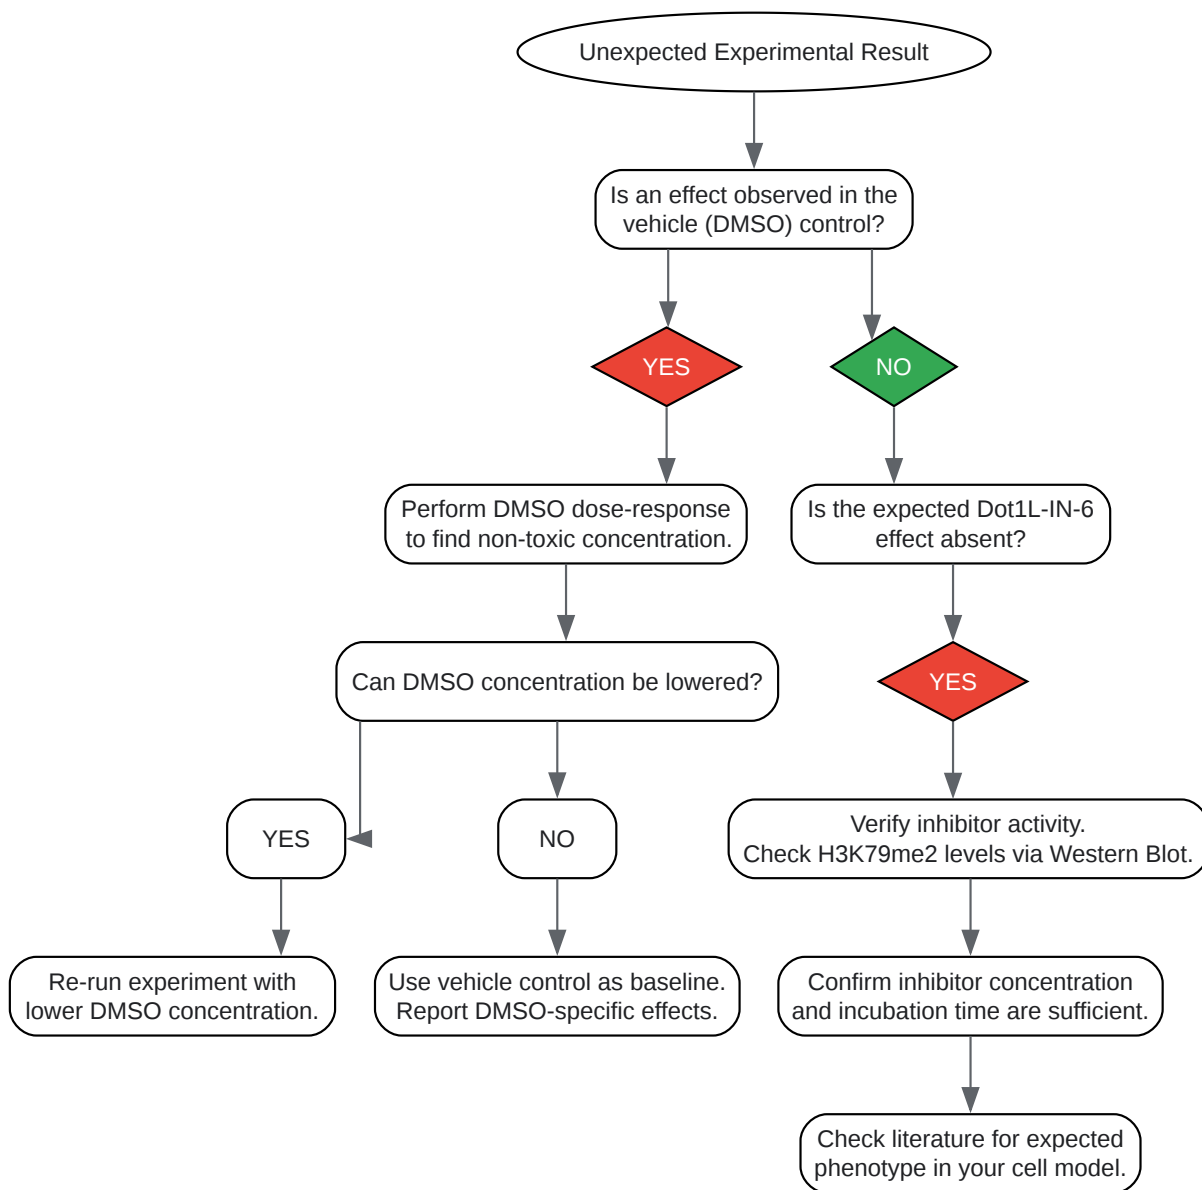 Unexpected Experimental Result
Is an effect observed in the
vehicle (DMSO) control?
YES
NO
Perform DMSO dose-response
to find non-toxic concentration.
Is the expected Dot1L-IN-6
effect absent?
Can DMSO concentration be lowered?
YES
YES
NO
Verify inhibitor activity.
Check H3K79me2 levels via Western Blot.
Re-run experiment with
lower DMSO concentration.
Use vehicle control as baseline.
Report DMSO-specific effects.
Confirm inhibitor concentration
and incubation time are sufficient.
Check literature for expected
phenotype in your cell model.